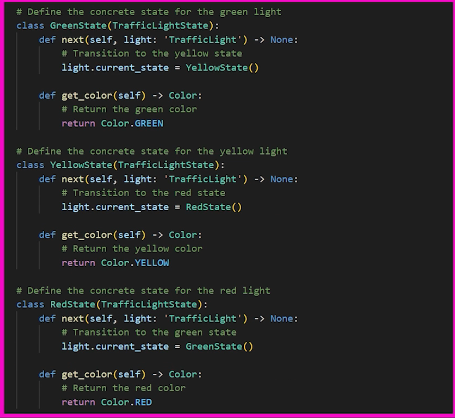 # Define the concrete state for the green light
class GreenState(TrafficLightState):
    def next(self, light: 'TrafficLight') -> None:
        # Transition to the yellow state
        light.current_state = YellowState()
    def get_color(self) -> Color:
        # Return the green color
        return Color.GREEN
# Define the concrete state for the yellow light
class YellowState(TrafficLightState):
    def next(self, light: 'TrafficLight') -> None:
        # Transition to the red state
        light.current_state = RedState()
    def get_color(self) -> Color:
        # Return the yellow color
        return Color.YELLOW
# Define the concrete state for the red light
class RedState(TrafficLightState):
    def next(self, light: 'TrafficLight') -> None:
        # Transition to the green state
        light.current_state = GreenState()
    def get_color(self) -> Color:
        # Return the red color
        return Color.RED